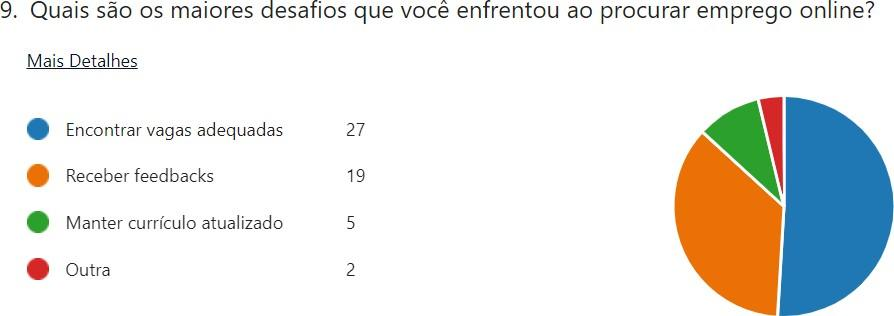 9. Quais são os maiores desafios que você enfrentou ao procurar emprego online?
Mais Detalhes
Encontrar vagas adequadas 27
Receber feedbacks 19
Manter currículo atualizado 5
Outra 2